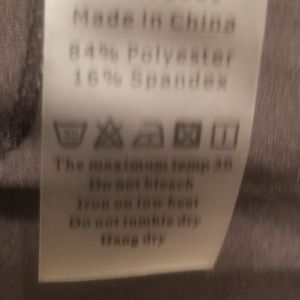 Made in China
84% Polyester
16% Spandex
30
The maximum temp 30
Do not bleach
Iron on low heat
Do not tumble dry
Hang dry